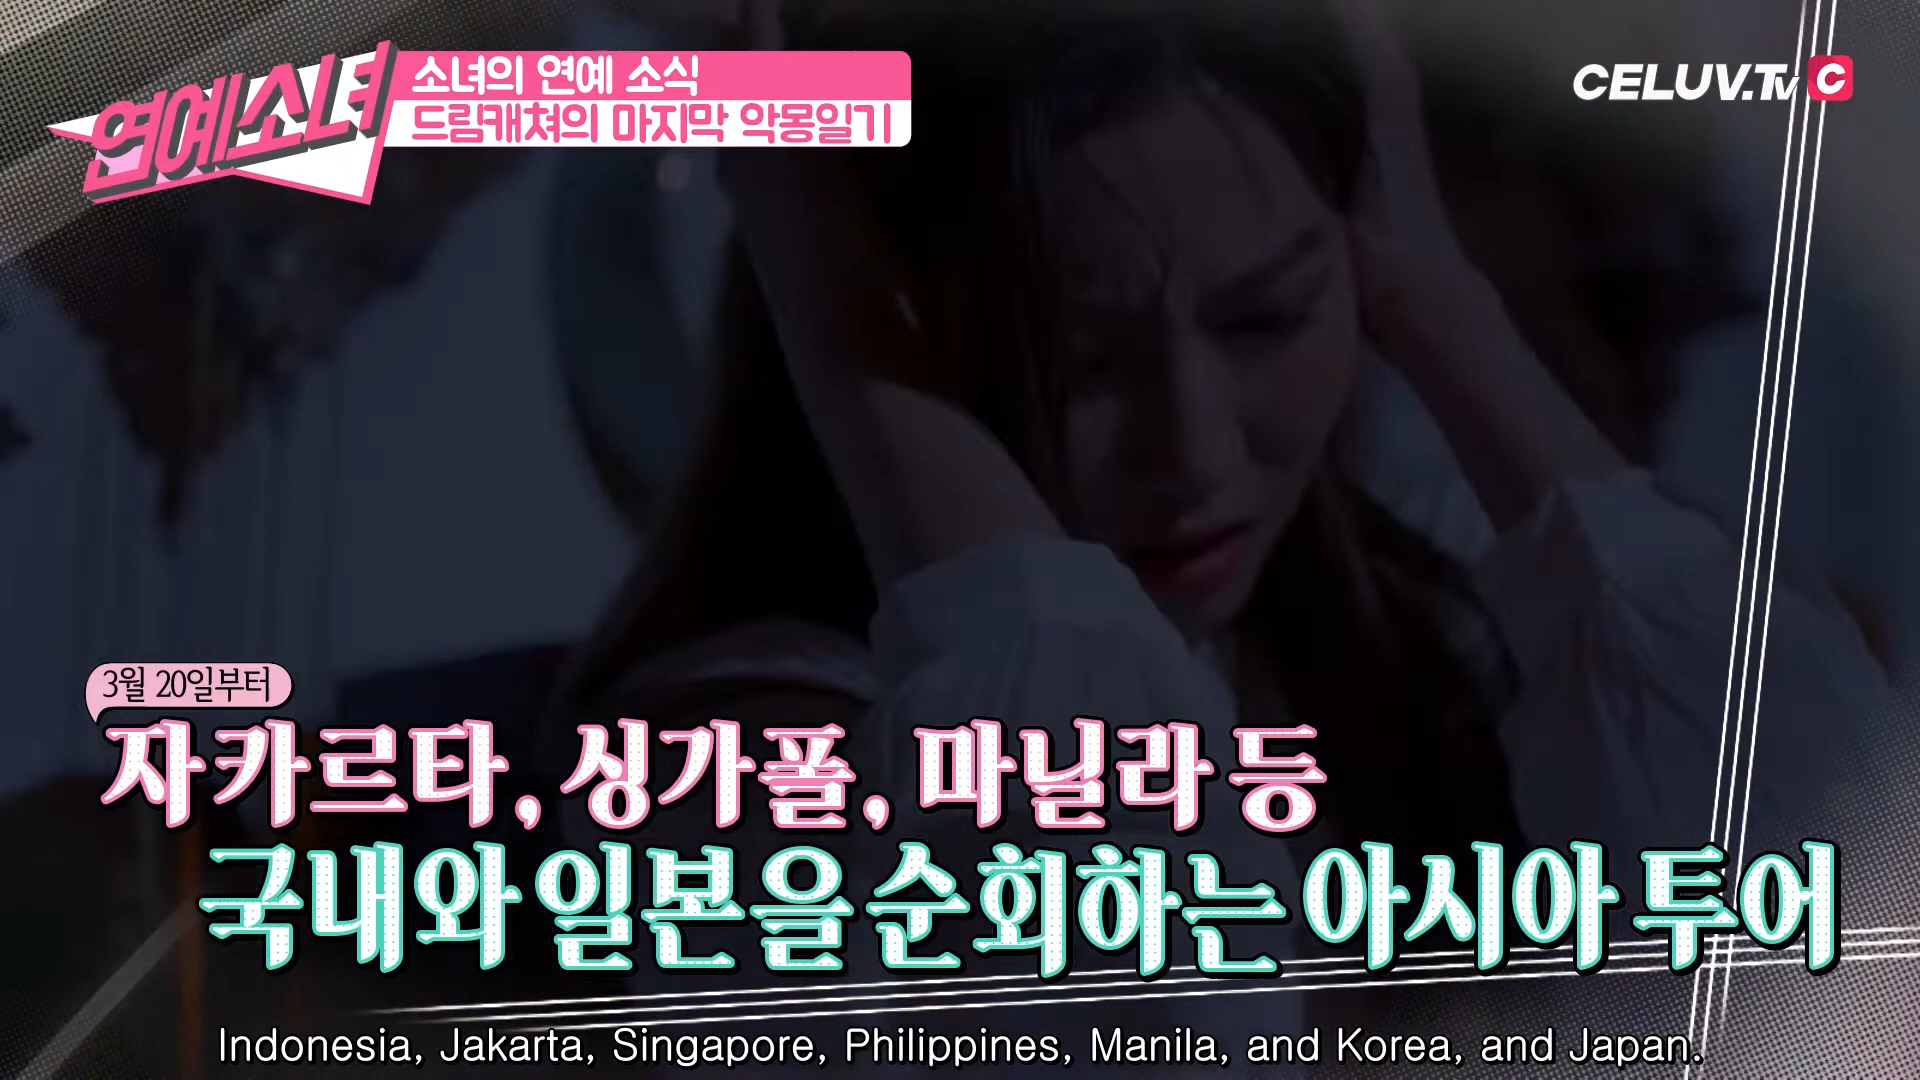 연예소녀
소녀의 연예 소식
드림캐쳐의 마지막 악몽일기
CELUV.TV C
3월 20일부터
자카르타, 싱가폴, 마닐라 등
국내와 일본을 순회하는 아시아 투어
Indonesia, Jakarta, Singapore, Philippines, Manila, and Korea, and Japan.